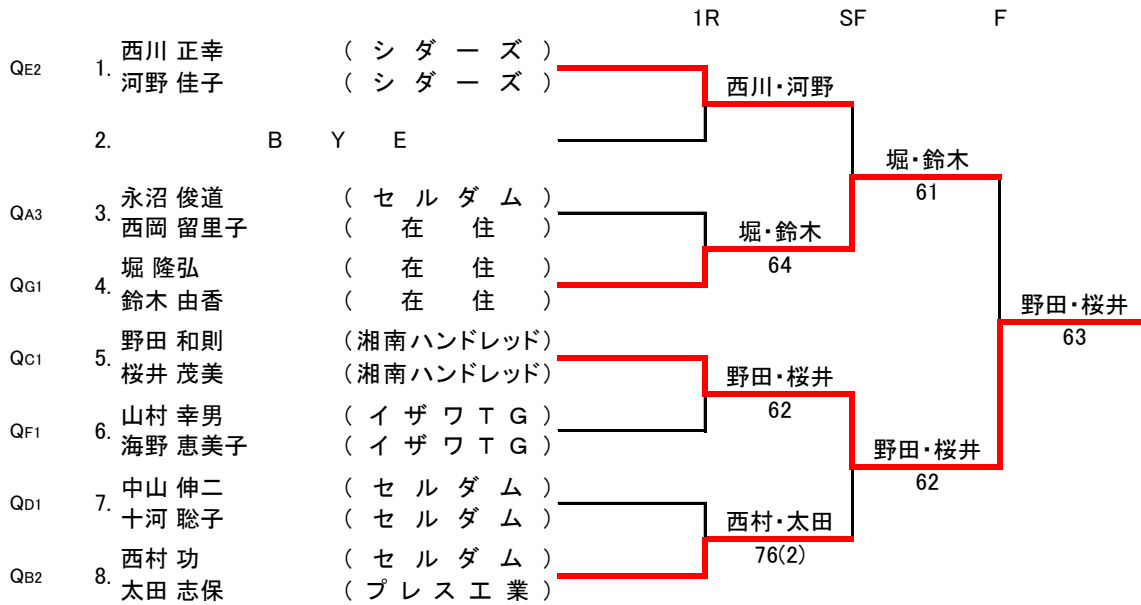 1R SF F
西川 正幸 ( シ ダ ー ズ )
QE2 1.
河野 佳子 ( シ ダ ー ズ )
西川・河野
2. B Y E
堀・鈴木
61
永沼 俊道 ( セ ル ダ ム )
QA3 3.
西岡 留里子 ( 在 住 )
堀・鈴木
64
堀 隆弘 ( 在 住 )
QG1 4.
鈴木 由香 ( 在 住 )
野田・桜井
63
野田 和則 (湘南ハンドレッド)
QC1 5.
桜井 茂美 (湘南ハンドレッド)
野田・桜井
62
山村 幸男 ( イ ザ ワ T G )
QF1 6.
海野 恵美子 ( イ ザ ワ T G )
野田・桜井
62
中山 伸二 ( セ ル ダ ム )
QD1 7.
十河 聡子 ( セ ル ダ ム )
西村・太田
76(2)
西村 功 ( セ ル ダ ム )
QB2 8.
太田 志保 ( プ レ ス 工 業 )